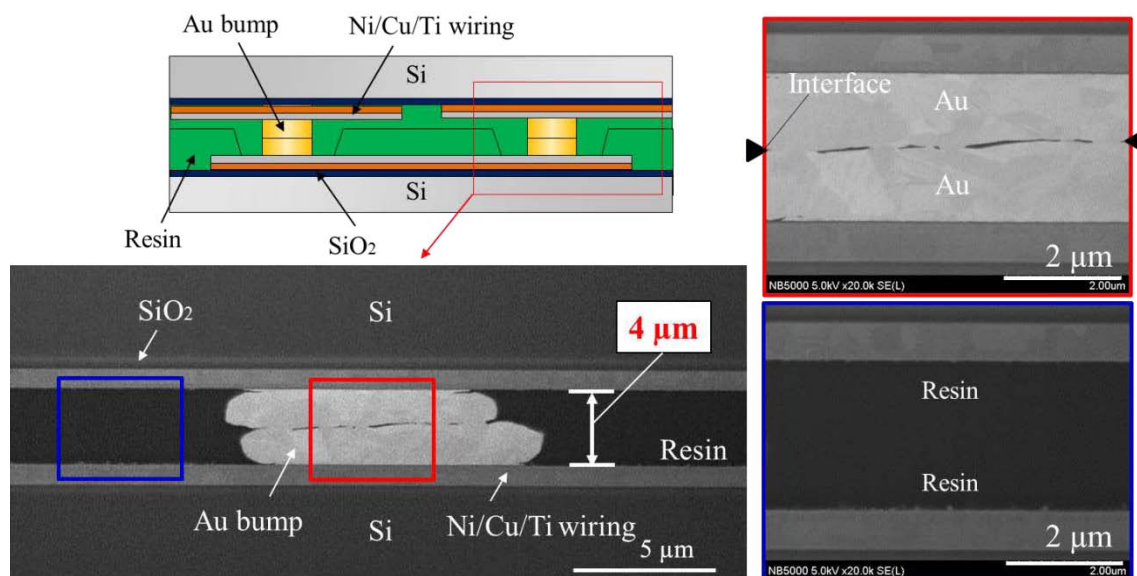 Au bump
Ni/Cu/Ti wiring
Si
Si
Resin
SiO₂
SiO₂
Si
4 µm
Resin
Au bump
Ni/Cu/Ti wiring
Si
5 µm
Interface
Au
Au
2 µm
NB5000 5.0kV x20.0k SE(L)
2.00um
Resin
Resin
2 µm
NB5000 5.0kV x20.0k SE(L)
2.00um